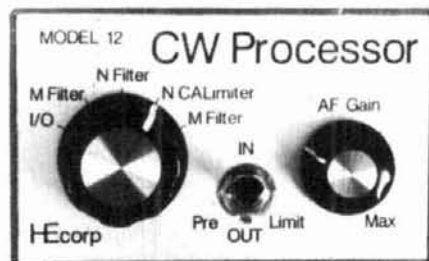 MODEL 12
CW Processor
N Filter
M Filter
N CALimiter
I/O
M Filter
AF Gain
IN
Pre
Limit
OUT
Max
HEcorp